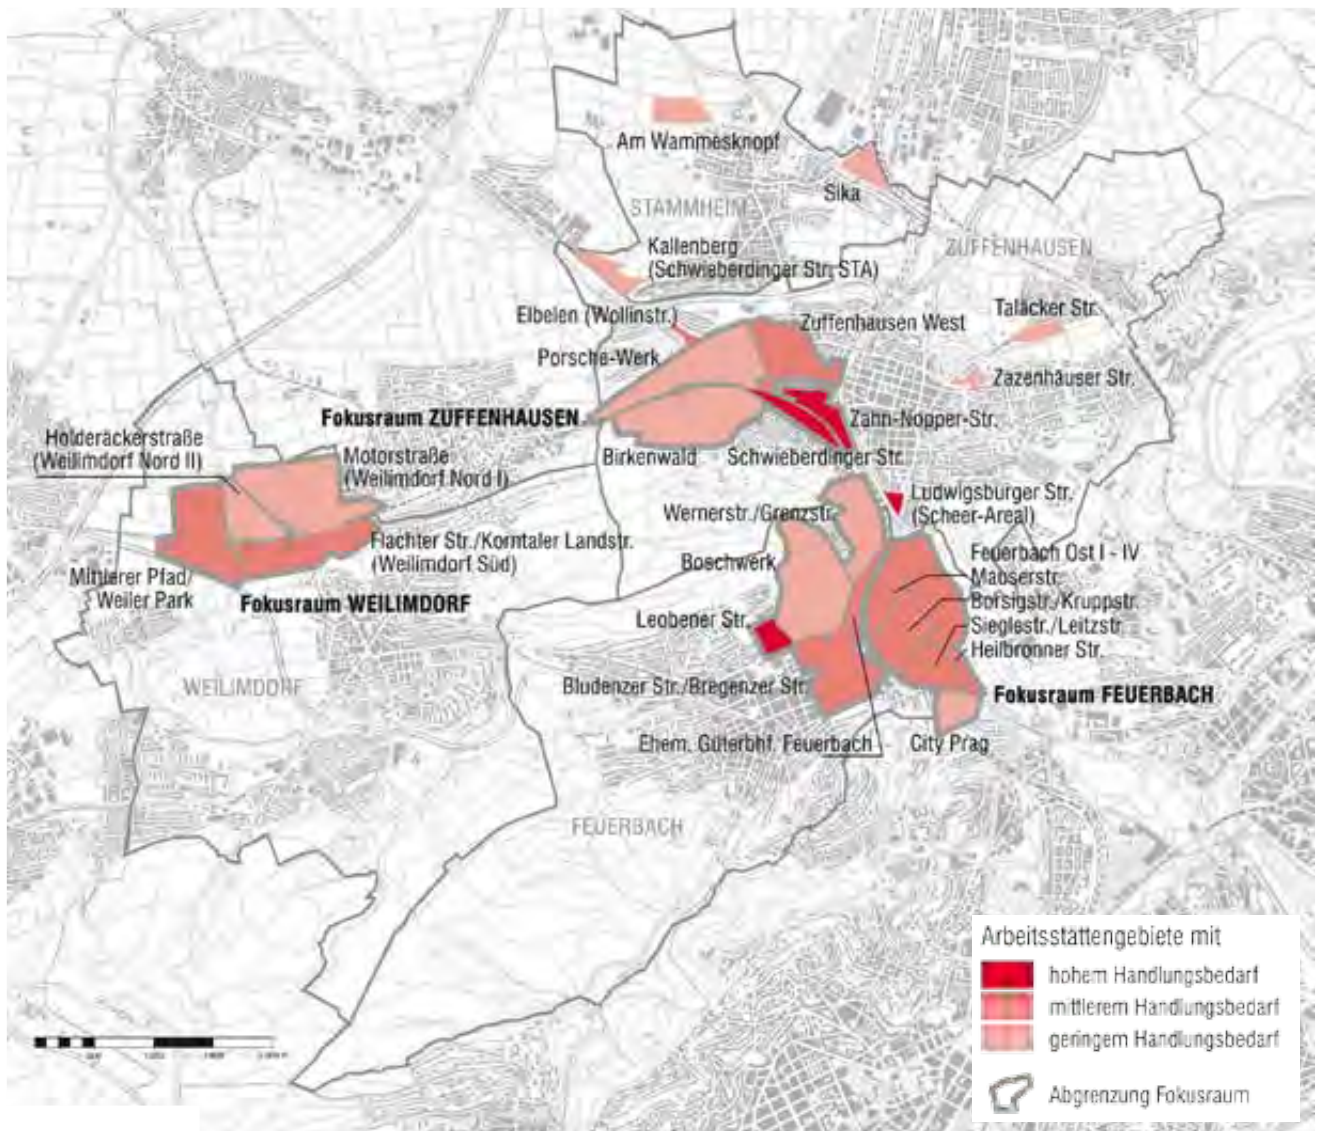 Am Wammesknopf
Sika
STAMMHEIM
Kallenberg
(Schwieberdinger Str. STA)
ZUFFENHAUSEN
Taläcker Str.
Elbelen (Wollinstr.)
Zuffenhausen West
Porsche-Werk
Zazenhäuser Str.
Fokusraum ZUFFENHAUSEN
Zahn-Nopper-Str.
Holderäckerstraße
(Weilimdorf Nord II)
Motorstraße
(Weilimdorf Nord I)
Birkenwald
Schwieberdinger Str.
Ludwigsburger Str.
(Scheer-Areal)
Wernerstr./Grenzstr.
Flachter Str./Korntaler Landstr.
(Weilimdorf Süd)
Boschwerk
Feuerbach Ost I - IV
Mauserstr.
Borsigstr./Kruppstr.
Sieglestr./Leitzstr.
Heilbronner Str.
Mittlerer Pfad/
Weiler Park
Fokusraum WEILIMDORF
Leobener Str.
WEILIMDORF
Bludenzer Str./Bregenzer Str.
Fokusraum FEUERBACH
Ehem. Güterbhf. Feuerbach
City Prag
FEUERBACH
Arbeitsstättengebiete mit
hohem Handlungsbedarf
mittlerem Handlungsbedarf
geringem Handlungsbedarf
Abgrenzung Fokusraum